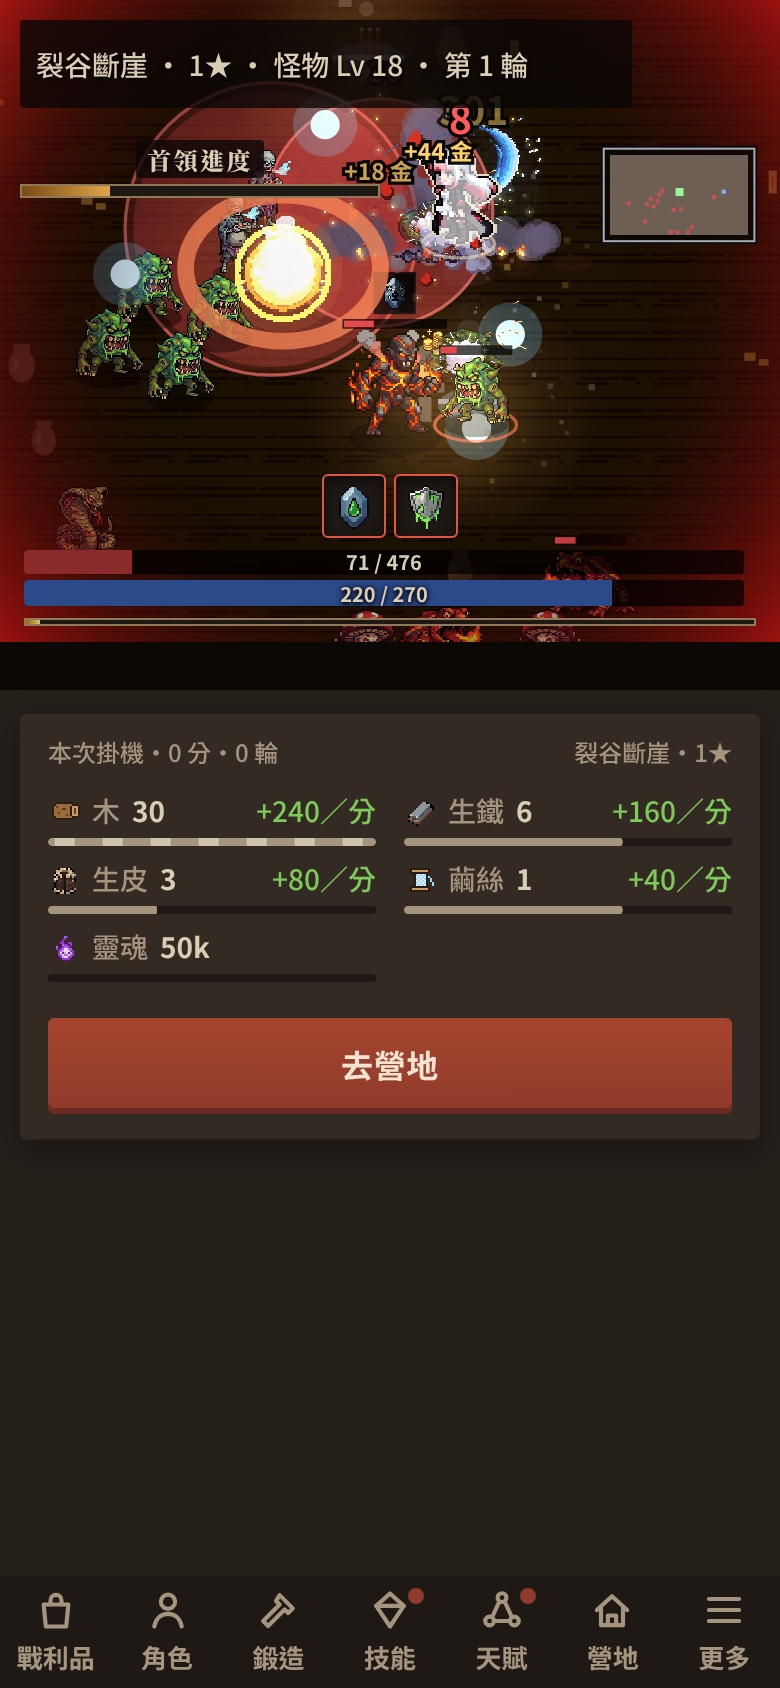 裂谷斷崖 · 1★ · 怪物 Lv 18 · 第 1 輪
8
+44 金
+18 金
首領進度
71 / 476
220 / 270
本次掛機·0 分·0 輪
裂谷斷崖·1★
木 30 +240／分
生鐵 6 +160／分
生皮 3 +80／分
繭絲 1 +40／分
靈魂 50k
去營地
戰利品 角色 鍛造 技能 天賦 營地 更多